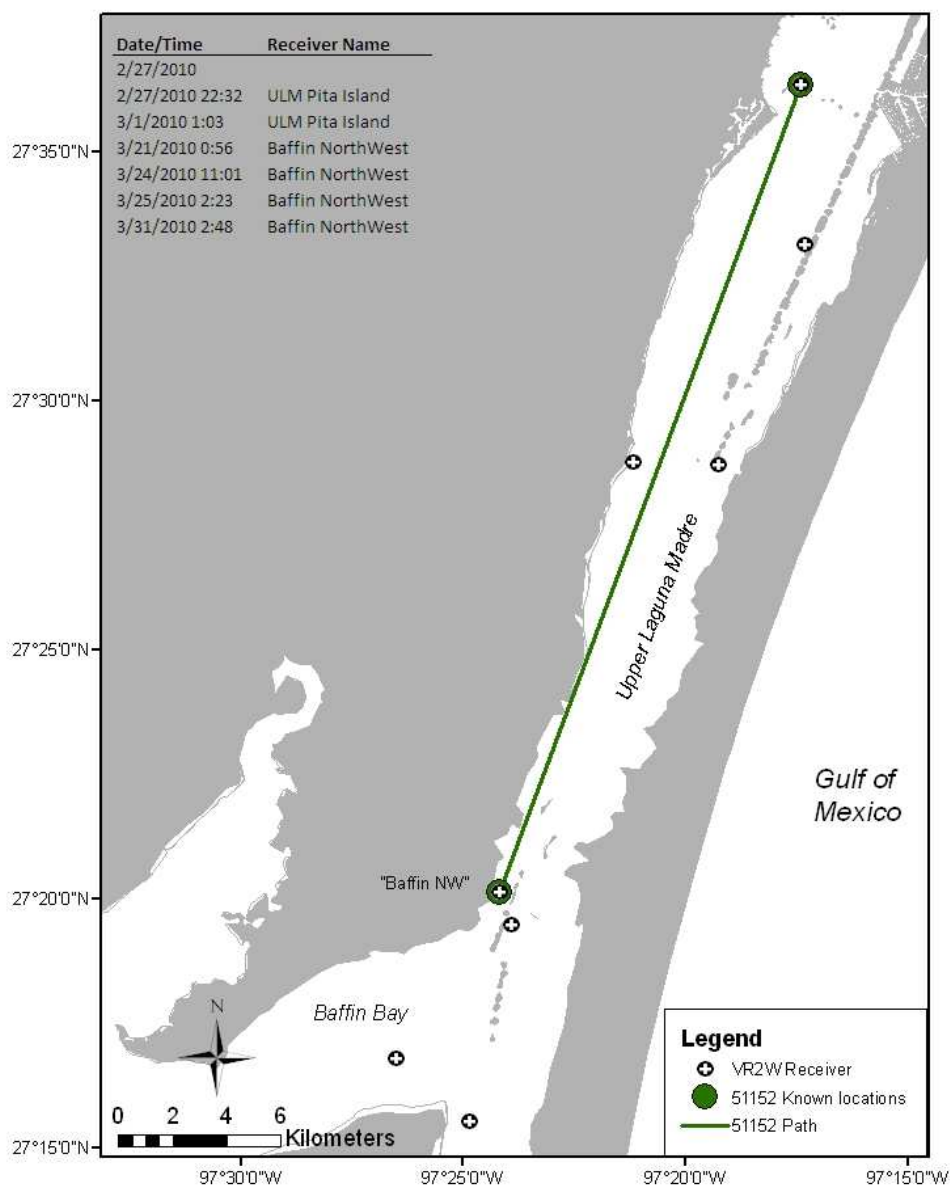 Date/Time Receiver Name
2/27/2010
2/27/2010 22:32 ULM Pita Island
3/1/2010 1:03 ULM Pita Island
3/21/2010 0:56 Baffin NorthWest
3/24/2010 11:01 Baffin NorthWest
3/25/2010 2:23 Baffin NorthWest
3/31/2010 2:48 Baffin NorthWest
27°35'0"N
27°30'0"N
27°25'0"N
27°20'0"N
27°15'0"N
Upper Laguna Madre
Gulf of
Mexico
"Baffin NW"
Baffin Bay
N
0 2 4 6
Kilometers
Legend
VR2W Receiver
51152 Known locations
51152 Path
97°30'0"W 97°25'0"W 97°20'0"W 97°15'0"W